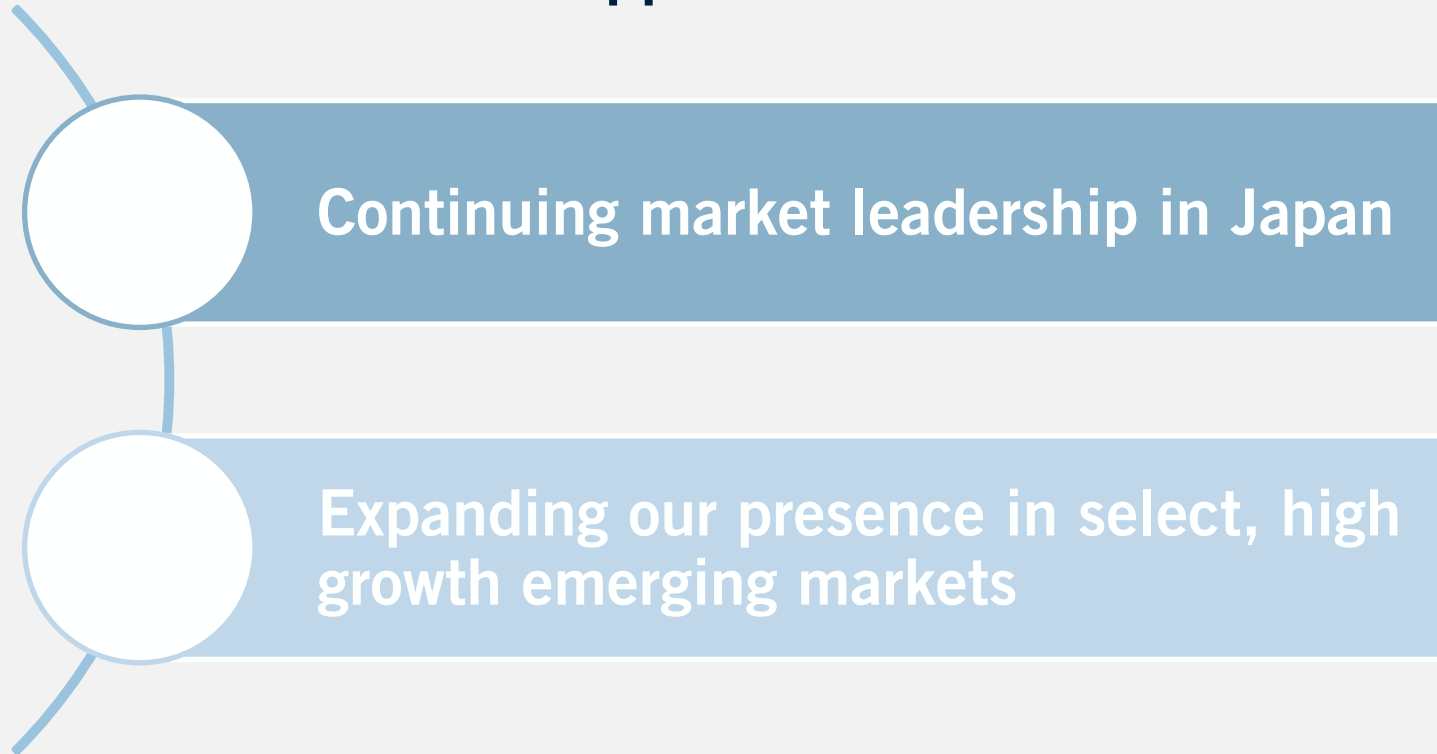 Continuing market leadership in Japan
Expanding our presence in select, high
growth emerging markets